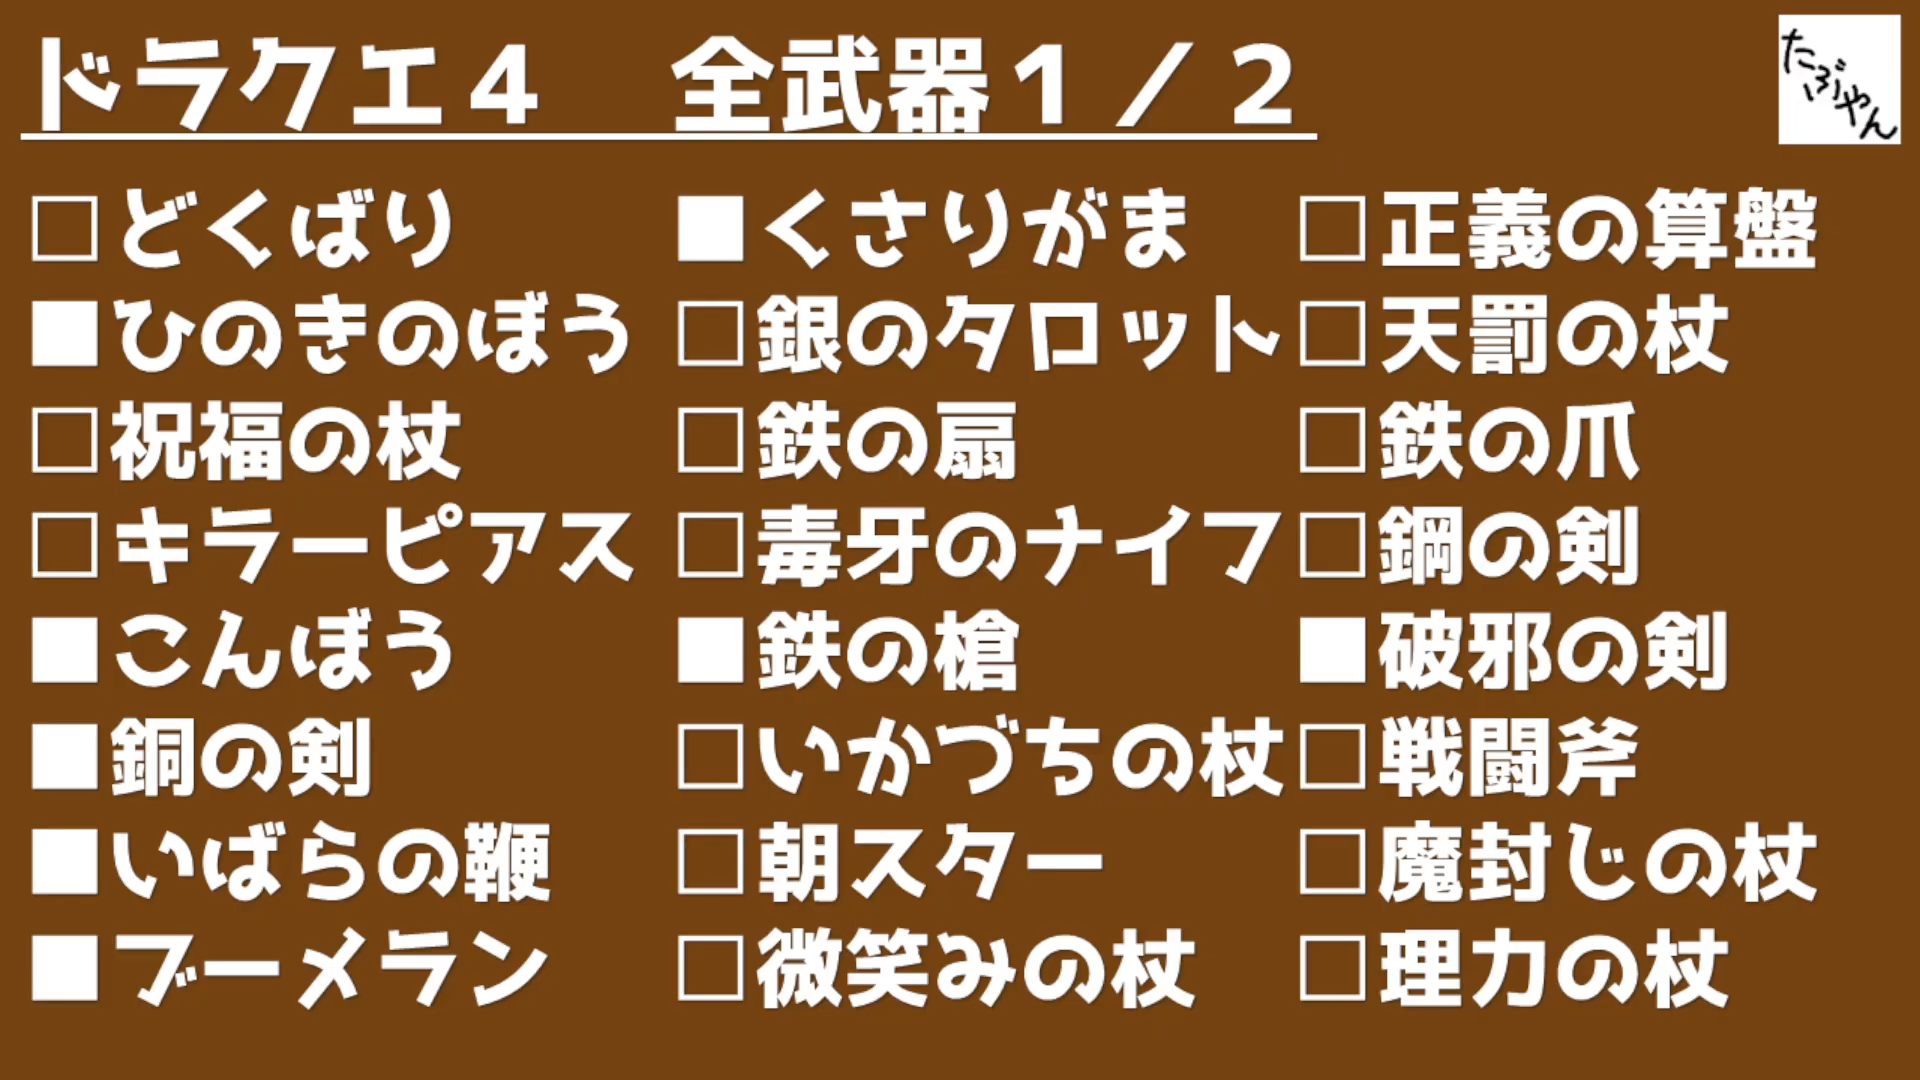 ドラクエ４　全武器１／２
たぶやん
□どくばり
■ひのきのぼう
□祝福の杖
□キラーピアス
■こんぼう
■銅の剣
■いばらの鞭
■ブーメラン
■くさりがま
□銀のタロット
□鉄の扇
□毒牙のナイフ
■鉄の槍
□いかづちの杖
□朝スター
□微笑みの杖
□正義の算盤
□天罰の杖
□鉄の爪
□鋼の剣
■破邪の剣
□戦闘斧
□魔封じの杖
□理力の杖